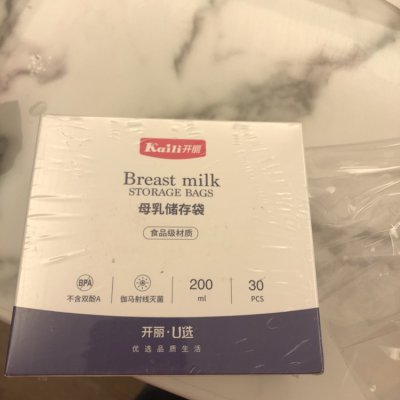 Kaili开丽
Breast milk
STORAGE BAGS
母乳储存袋
食品级材质
BPA
不含双酚A
伽马射线灭菌
200
ml
30
PCS
开丽·U选
优选品质生活